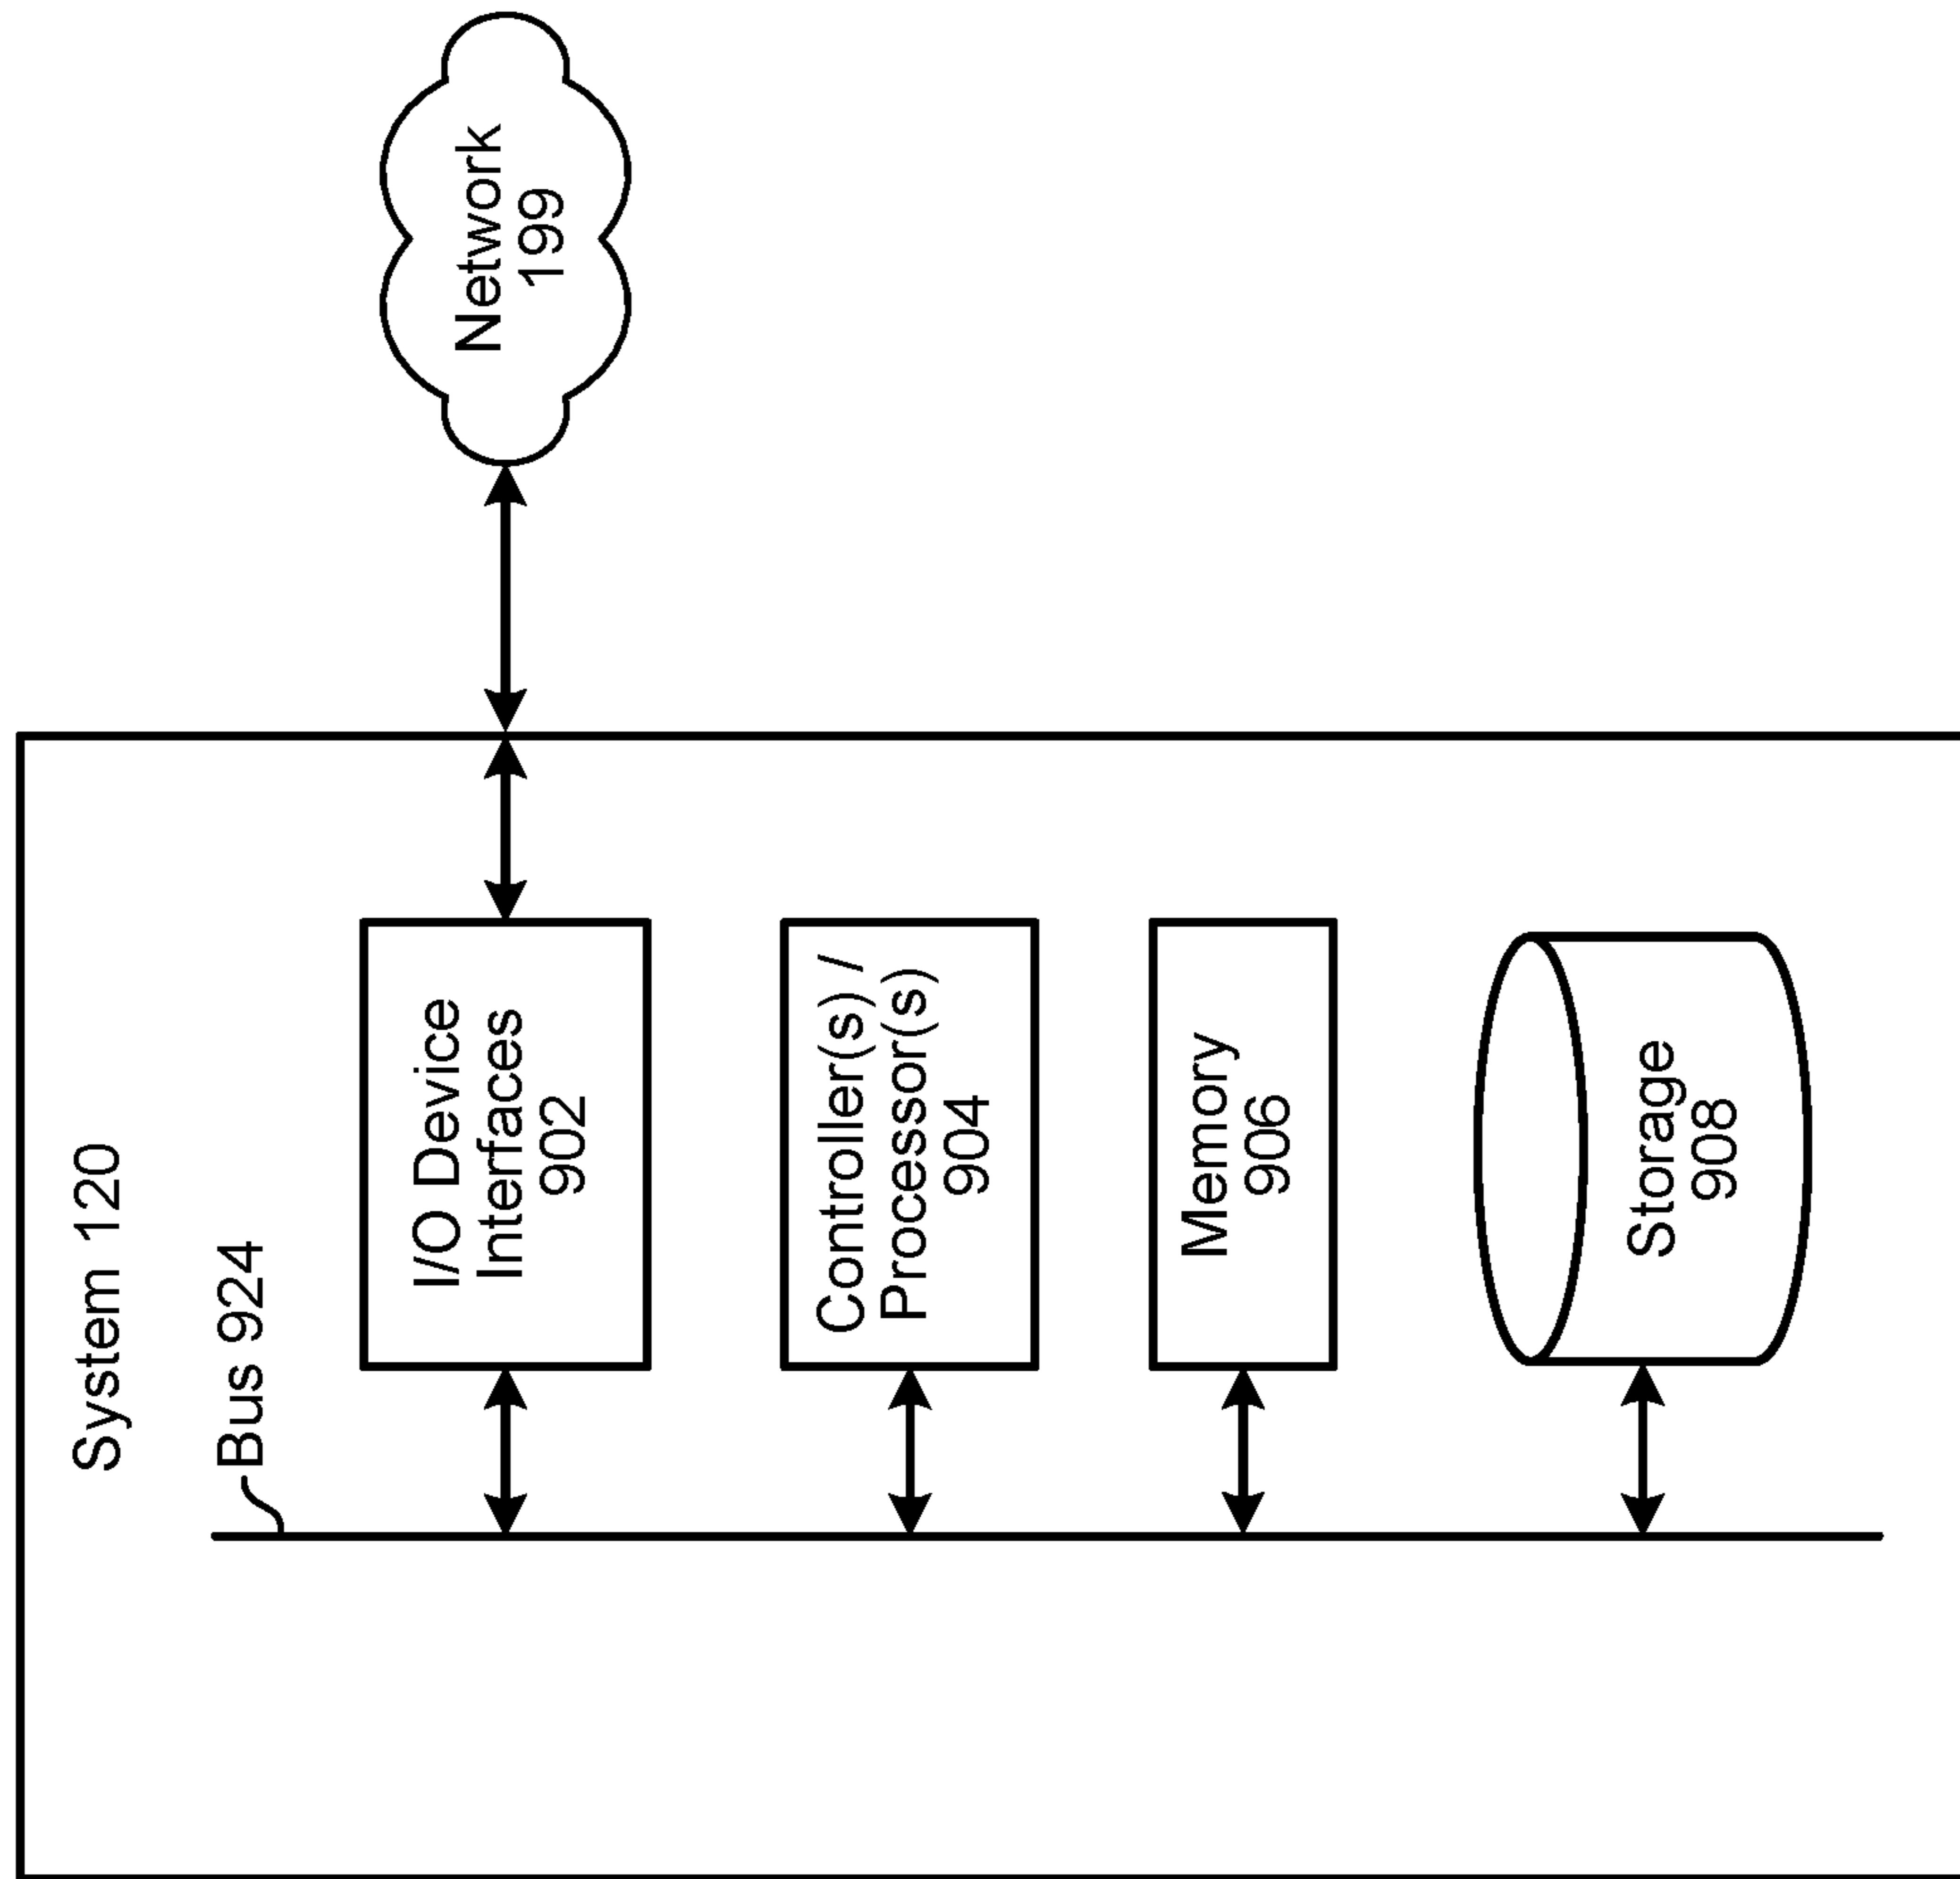 System 120
Bus 924
I/O Device
Interfaces
902
Controller(s) /
Processor(s)
904
Memory
906
Storage
908
Network
199